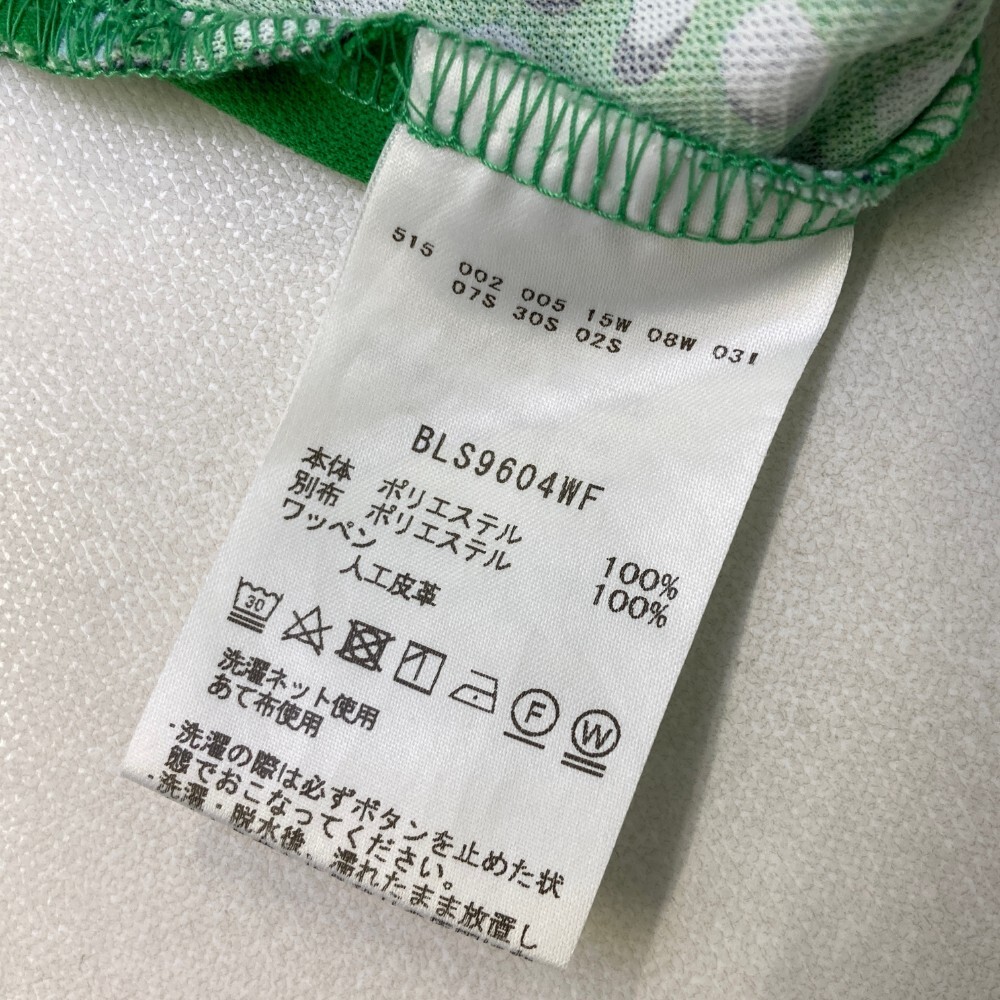 515 002 005 15W 08W 03
07S 30S 02S
BLS9604WF
本体 ポリエステル 100%
別布 ポリエステル 100%
ワッペン
人工皮革
30
F
W
洗濯ネット使用
あて布使用
・洗濯の際は必ずボタンを止めた状
態でおこなってください。
・洗濯・脱水後、濡れたまま放置し